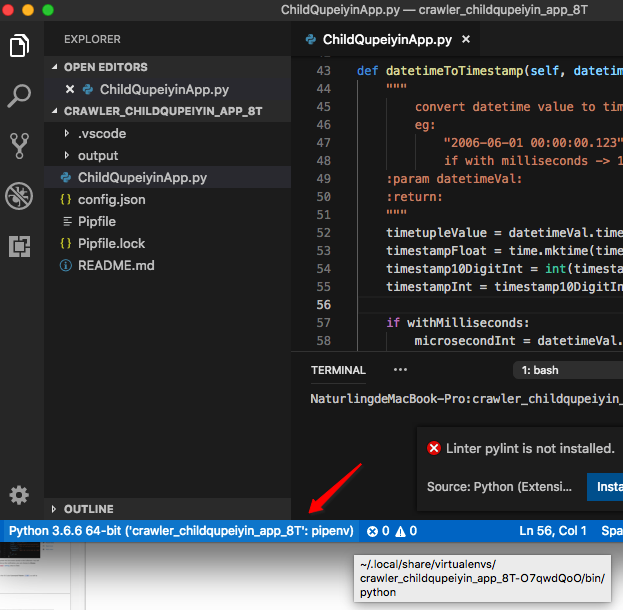 ChildQupeiyinApp.py — crawler_childqupeiyin_app_8T
EXPLORER
OPEN EDITORS
ChildQupeiyinApp.py
CRAWLER_CHILDQUPEIYIN_APP_8T
.vscode
output
ChildQupeiyinApp.py
config.json
Pipfile
Pipfile.lock
README.md
OUTLINE
ChildQupeiyinApp.py
43 def datetimeToTimestamp(self, datetim
44 """
45 convert datetime value to tim
46 eg:
47 "2006-06-01 00:00:00.123"
48 if with milliseconds -> 1
49 :param datetimeVal:
50 :return:
51 """
52 timetupleValue = datetimeVal.time
53 timestampFloat = time.mktime(time
54 timestamp10DigitInt = int(timesta
55 timestampInt = timestamp10DigitIn
56
57 if withMilliseconds:
58 microsecondInt = datetimeVal.
TERMINAL ••• 1: bash
NaturlingdeMacBook-Pro:crawler_childqupeiyin_
Linter pylint is not installed.
Source: Python (Extensi... Insta
Python 3.6.6 64-bit ('crawler_childqupeiyin_app_8T': pipenv) 0 0 Ln 56, Col 1 Spa
~/.local/share/virtualenvs/
crawler_childqupeiyin_app_8T-O7qwdQoO/bin/
python